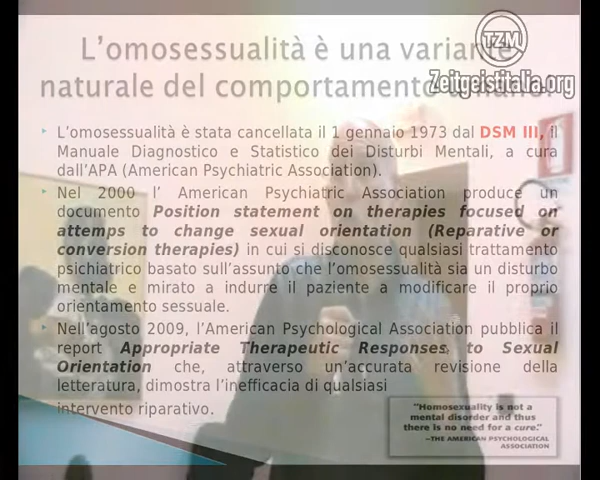 TZM
Zeitgeistitalia.org
L'omosessualità è una variante
naturale del comportamento umano.
L'omosessualità è stata cancellata il 1 gennaio 1973 dal DSM III, il
Manuale Diagnostico e Statistico dei Disturbi Mentali, a cura
dall'APA (American Psychiatric Association).
Nel 2000 l' American Psychiatric Association produce un
documento Position statement on therapies focused on
attemps to change sexual orientation (Reparative or
conversion therapies) in cui si disconosce qualsiasi trattamento
psichiatrico basato sull'assunto che l'omosessualità sia un disturbo
mentale e mirato a indurre il paziente a modificare il proprio
orientamento sessuale.
Nell'agosto 2009, l'American Psychological Association pubblica il
report Appropriate Therapeutic Responses to Sexual
Orientation che, attraverso un'accurata revisione della
letteratura, dimostra l'inefficacia di qualsiasi
intervento riparativo.
"Homosexuality is not a
mental disorder and thus
there is no need for a cure."
—THE AMERICAN PSYCHOLOGICAL
ASSOCIATION